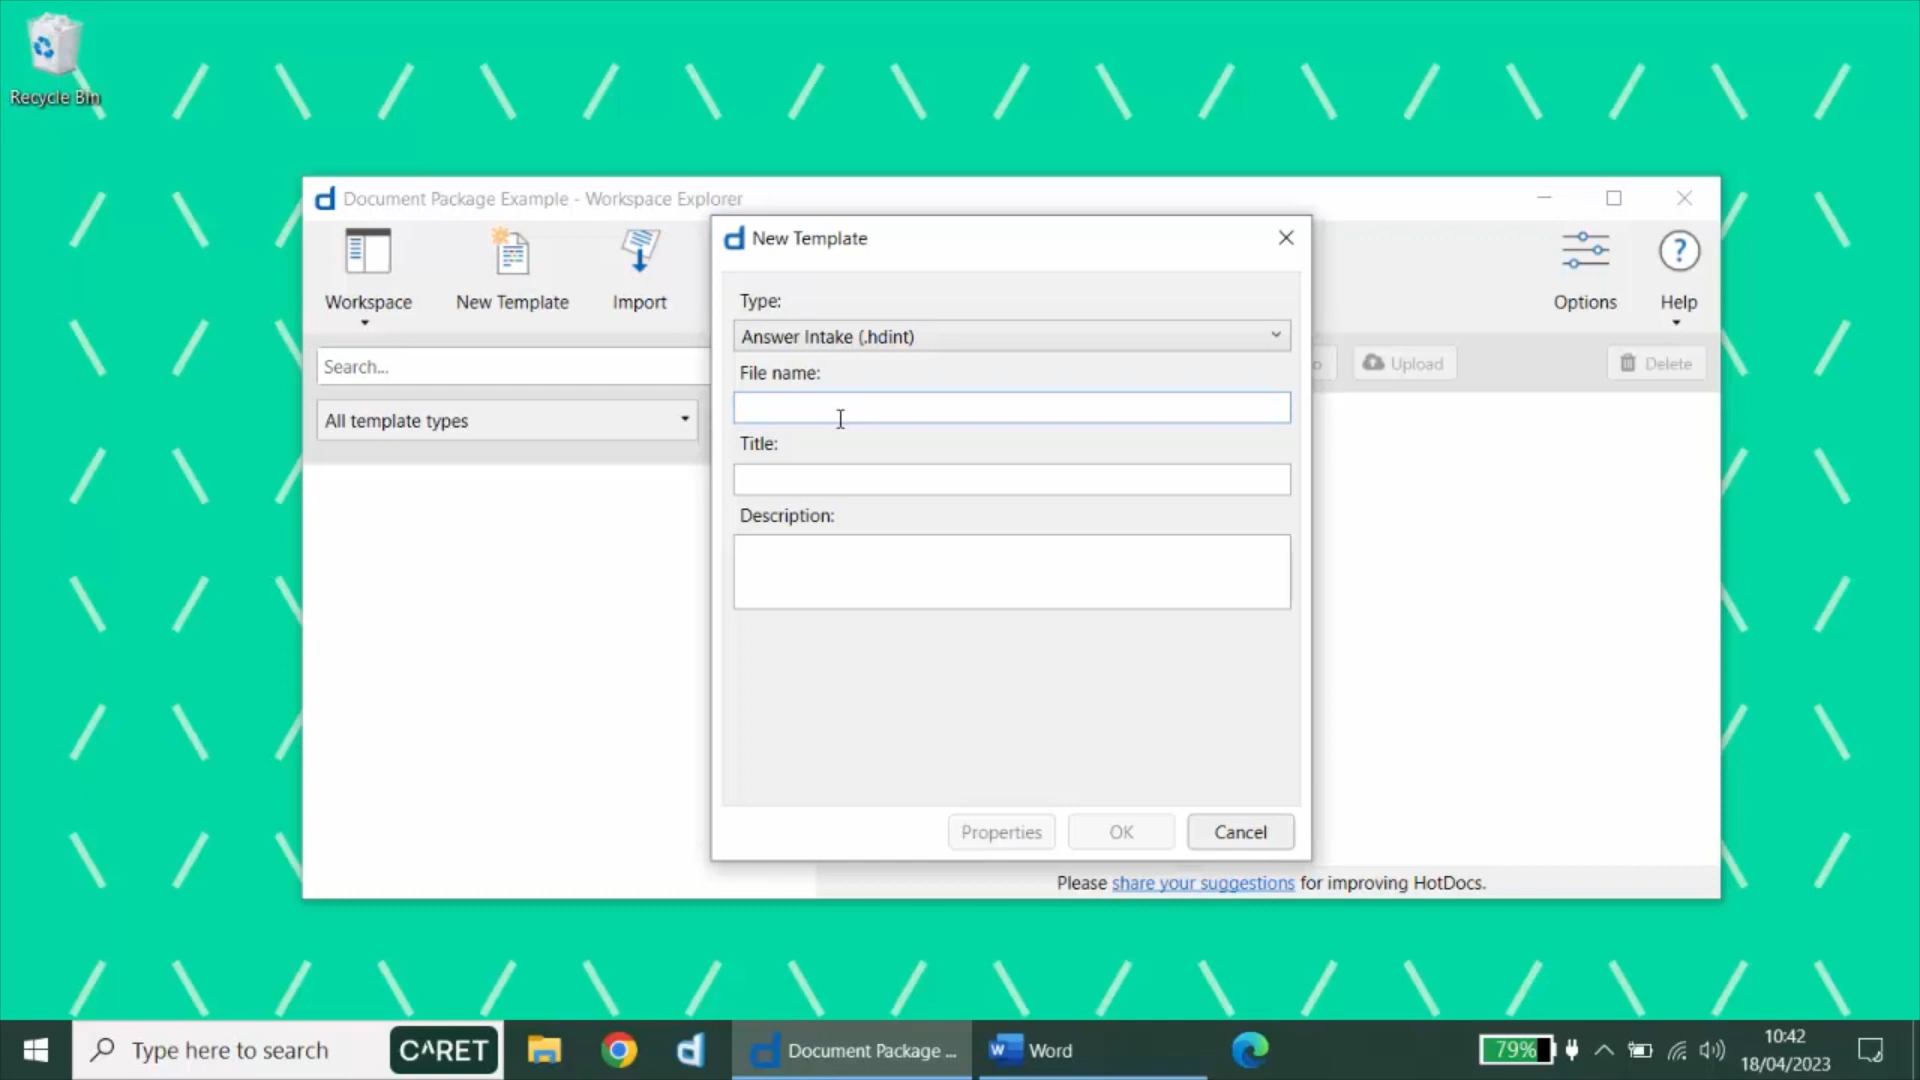 Recycle Bin
Document Package Example - Workspace Explorer
New Template
Workspace
New Template
Import
Options
Help
Type:
Answer Intake (.hdint)
Search...
Upload
Delete
File name:
All template types
Title:
Description:
Properties
OK
Cancel
Please share your suggestions for improving HotDocs.
Type here to search
C^RET
Document Package ...
Word
79%
10:42
18/04/2023